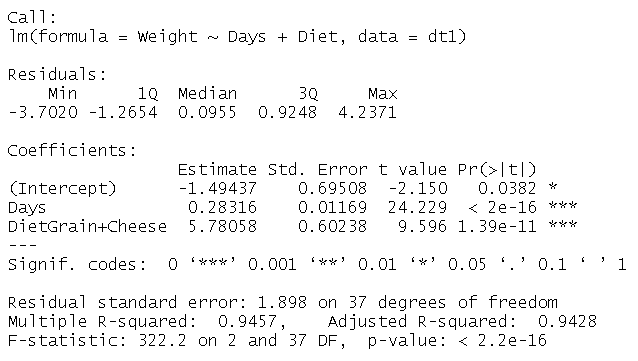 Call:
lm(formula = Weight ~ Days + Diet, data = dt1)
Residuals:
    Min      1Q  Median      3Q     Max
-3.7020 -1.2654  0.0955  0.9248  4.2371
Coefficients:
                 Estimate Std. Error t value Pr(>|t|)
(Intercept)      -1.49437    0.69508  -2.150   0.0382 *
Days              0.28316    0.01169  24.229  < 2e-16 ***
DietGrain+Cheese  5.78058    0.60238   9.596 1.39e-11 ***
---
Signif. codes:  0 ‘***’ 0.001 ‘**’ 0.01 ‘*’ 0.05 ‘.’ 0.1 ‘ ’ 1
Residual standard error: 1.898 on 37 degrees of freedom
Multiple R-squared:  0.9457,    Adjusted R-squared:  0.9428
F-statistic: 322.2 on 2 and 37 DF,  p-value: < 2.2e-16